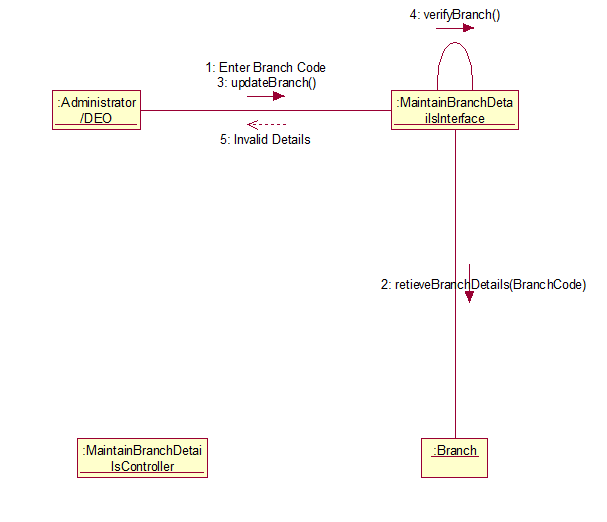 4: verifyBranch()
1: Enter Branch Code
3: updateBranch()
:Administrator
/DEO
:MaintainBranchDeta
ilsInterface
5: Invalid Details
2: retieveBranchDetails(BranchCode)
:MaintainBranchDetai
lsController
:Branch